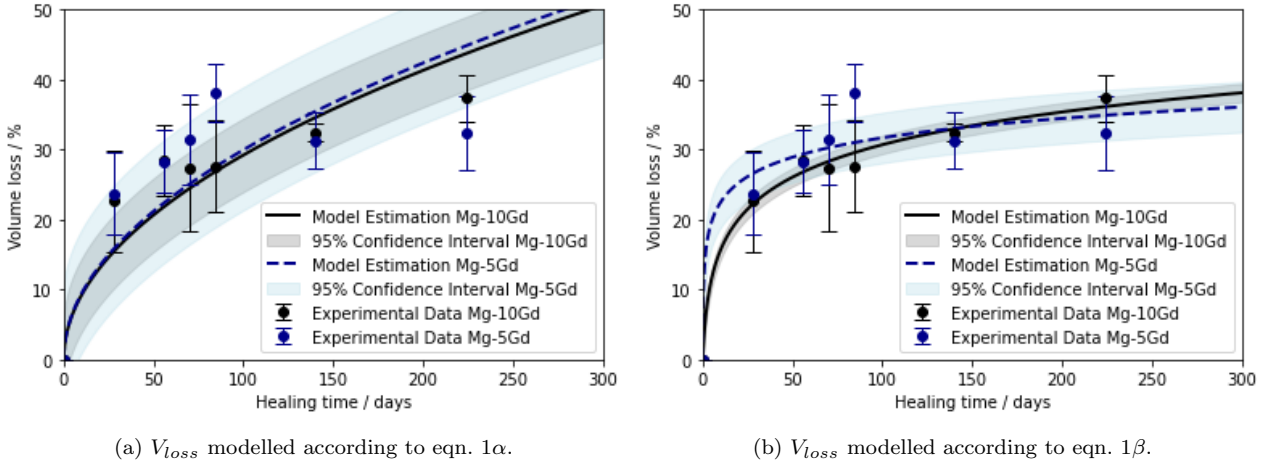 50
40
30
20
10
0
Volume loss / %
0 50 100 150 200 250 300
Healing time / days
Model Estimation Mg-10Gd
95% Confidence Interval Mg-10Gd
Model Estimation Mg-5Gd
95% Confidence Interval Mg-5Gd
Experimental Data Mg-10Gd
Experimental Data Mg-5Gd
(a) V_loss modelled according to eqn. 1α.
50
40
30
20
10
0
Volume loss / %
0 50 100 150 200 250 300
Healing time / days
Model Estimation Mg-10Gd
95% Confidence Interval Mg-10Gd
Model Estimation Mg-5Gd
95% Confidence Interval Mg-5Gd
Experimental Data Mg-10Gd
Experimental Data Mg-5Gd
(b) V_loss modelled according to eqn. 1β.